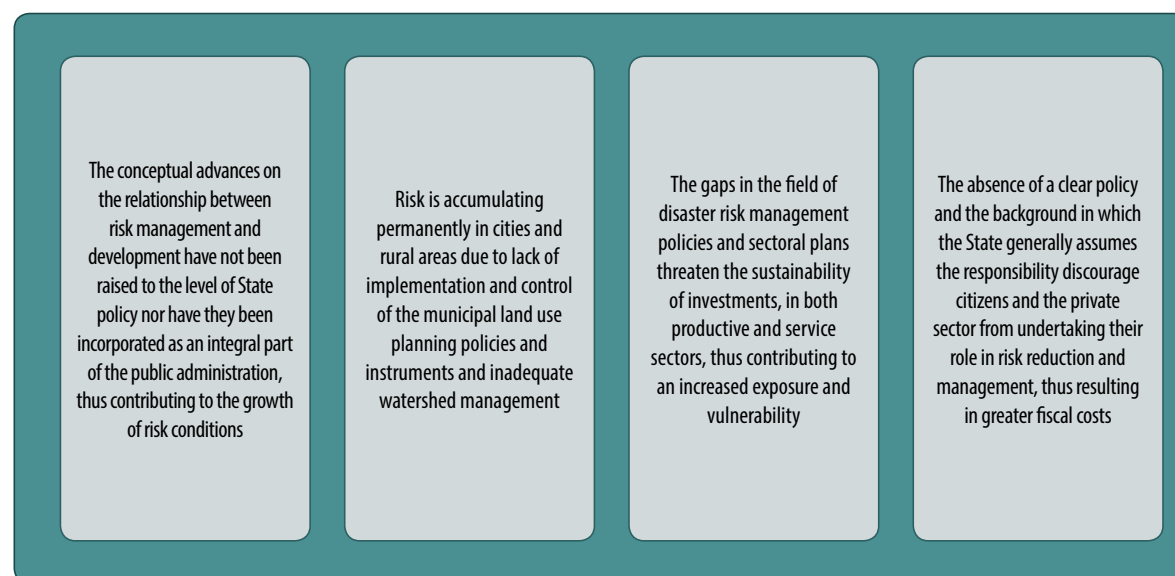 The conceptual advances on
the relationship between
risk management and
development have not been
raised to the level of State
policy nor have they been
incorporated as an integral part
of the public administration,
thus contributing to the growth
of risk conditions
Risk is accumulating
permanently in cities and
rural areas due to lack of
implementation and control
of the municipal land use
planning policies and
instruments and inadequate
watershed management
The gaps in the field of
disaster risk management
policies and sectoral plans
threaten the sustainability
of investments, in both
productive and service
sectors, thus contributing to
an increased exposure and
vulnerability
The absence of a clear policy
and the background in which
the State generally assumes
the responsibility discourage
citizens and the private
sector from undertaking their
role in risk reduction and
management, thus resulting
in greater fiscal costs